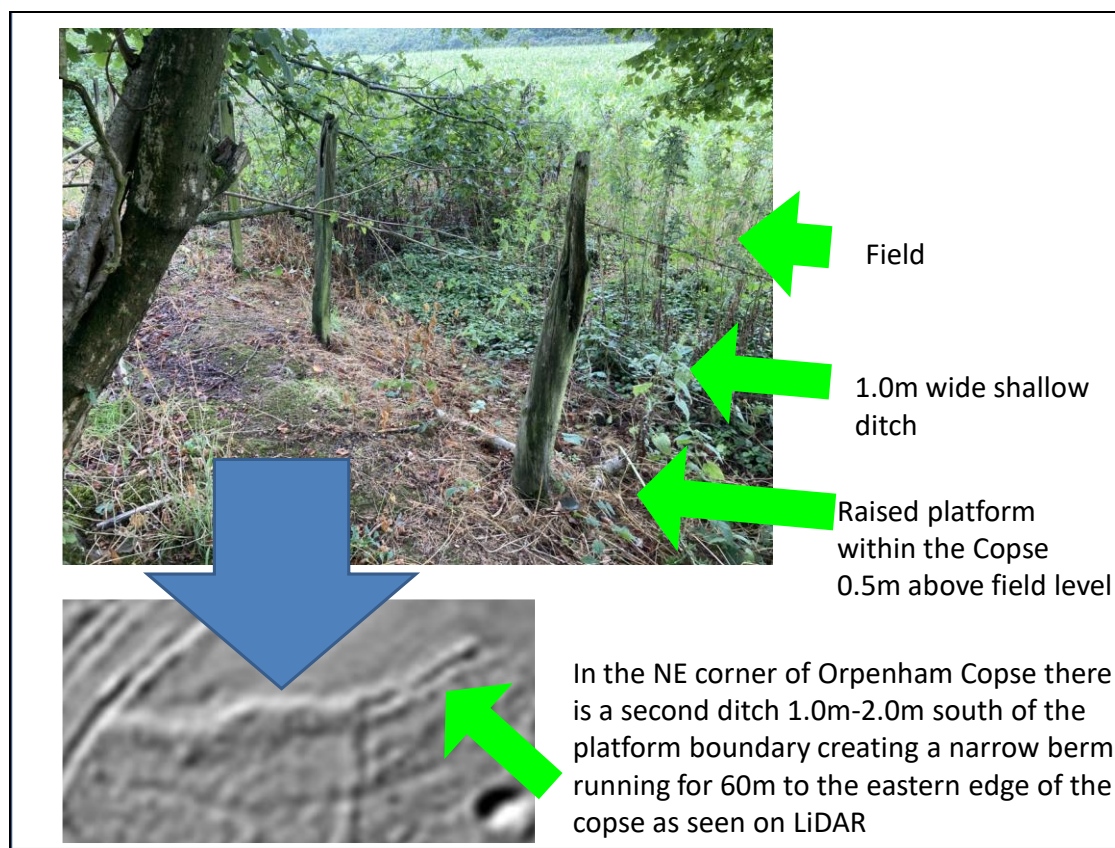 Field
1.0m wide shallow
ditch
Raised platform
within the Copse
0.5m above field level
In the NE corner of Orpenham Copse there
is a second ditch 1.0m-2.0m south of the
platform boundary creating a narrow berm
running for 60m to the eastern edge of the
copse as seen on LiDAR